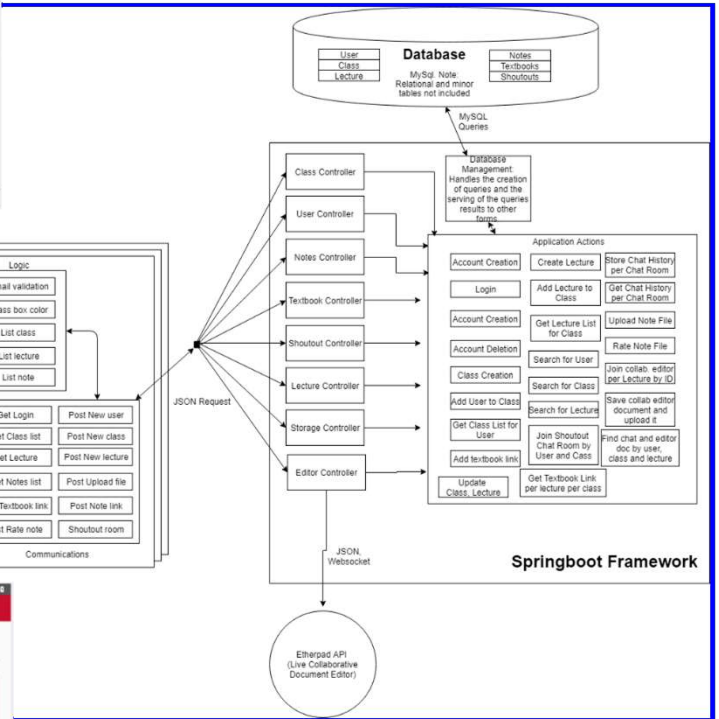 User
Class
Lecture
Database
MySql. Note:
Relational and minor
tables not included
Notes
Textbooks
Shoutouts
MySQL
Queries
Logic
ail validation
ass box color
List class
List lecture
List note
Get Login
Post New user
t Class list
Post New class
et Lecture
Post New lecture
t Notes list
Post Upload file
Textbook link
Post Note link
t Rate note
Shoutout room
Communications
JSON Request
Class Controller
User Controller
Notes Controller
Textbook Controller
Shoutout Controller
Lecture Controller
Storage Controller
Editor Controller
Database
Management:
Handles the creation
of queries and the
serving of the queries
results to other
forms.
Application Actions
Account Creation
Login
Account Creation
Account Deletion
Class Creation
Add User to Class
Get Class List for
User
Add textbook link
Update
Class, Lecture
Create Lecture
Add Lecture to
Class
Get Lecture List
for Class
Search for User
Search for Class
Search for Lecture
Join Shoutout
Chat Room by
User and Cass
Get Textbook Link
per lecture per class
Store Chat History
per Chat Room
Get Chat History
per Chat Room
Upload Note File
Rate Note File
Join collab. editor
per Lecture by ID
Save collab editor
document and
upload it
Find chat and editor
doc by user,
class and lecture
Springboot Framework
JSON,
Websocket
Etherpad API
(Live Collaborative
Document Editor)